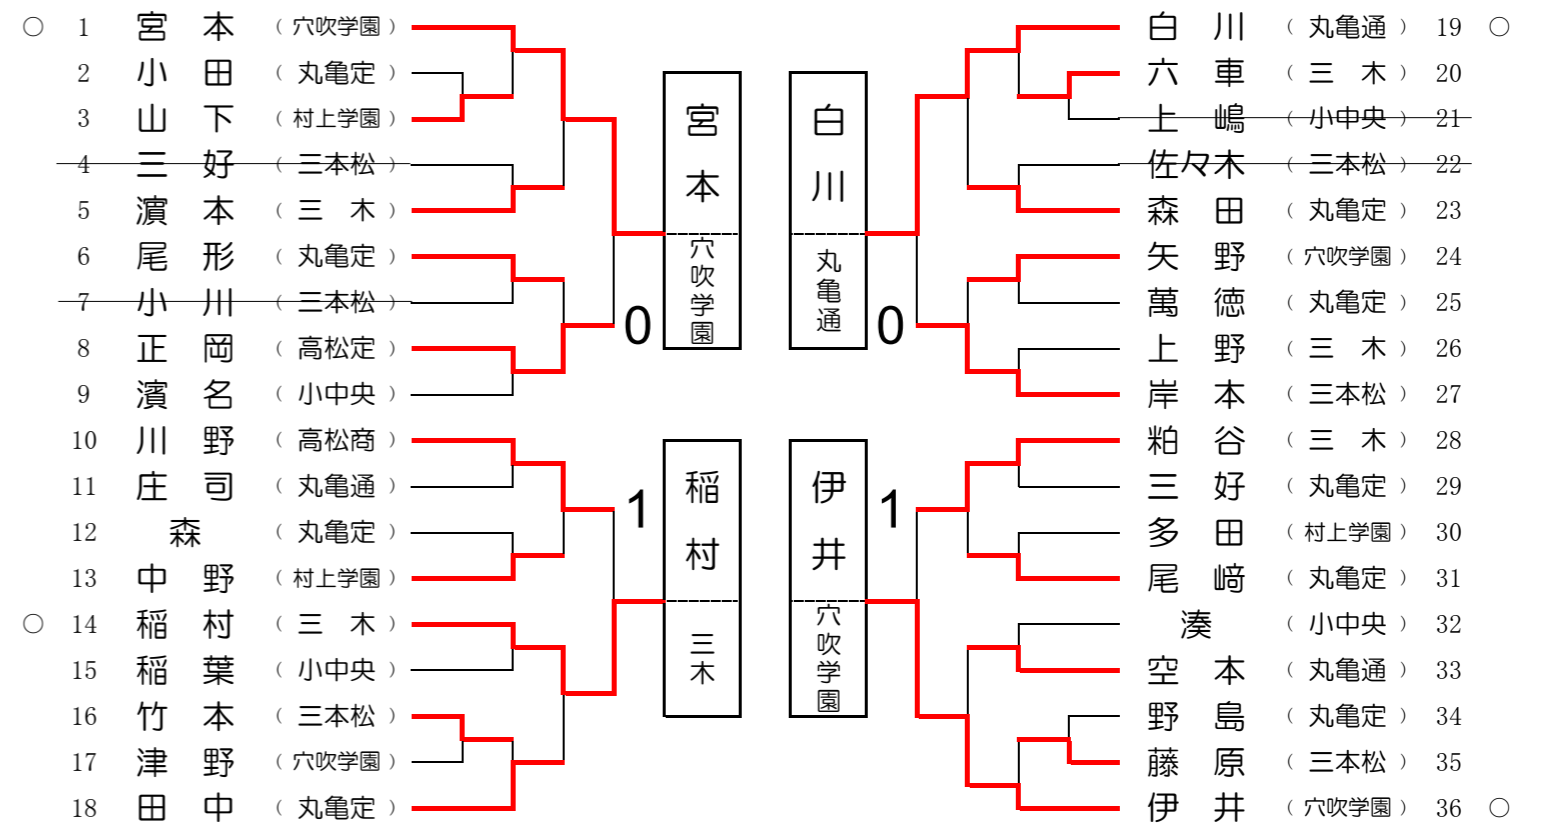 ○ 1 宮本 （穴吹学園）
2 小田 （丸亀定）
3 山下 （村上学園）
4 三好 （三本松）
5 濵本 （三木）
6 尾形 （丸亀定）
7 小川 （三本松）
8 正岡 （高松定）
9 濵名 （小中央）
10 川野 （高松商）
11 庄司 （丸亀通）
12 森 （丸亀定）
13 中野 （村上学園）
○ 14 稲村 （三木）
15 稲葉 （小中央）
16 竹本 （三本松）
17 津野 （穴吹学園）
18 田中 （丸亀定）
宮本
穴吹学園
0
1
稲村
三木
白川
丸亀通
0
1
伊井
穴吹学園
白川 （丸亀通） 19 ○
六車 （三木） 20
上嶋 （小中央） 21
佐々木 （三本松） 22
森田 （丸亀定） 23
矢野 （穴吹学園） 24
萬徳 （丸亀定） 25
上野 （三木） 26
岸本 （三本松） 27
粕谷 （三木） 28
三好 （丸亀定） 29
多田 （村上学園） 30
尾﨑 （丸亀定） 31
湊 （小中央） 32
空本 （丸亀通） 33
野島 （丸亀定） 34
藤原 （三本松） 35
伊井 （穴吹学園） 36 ○